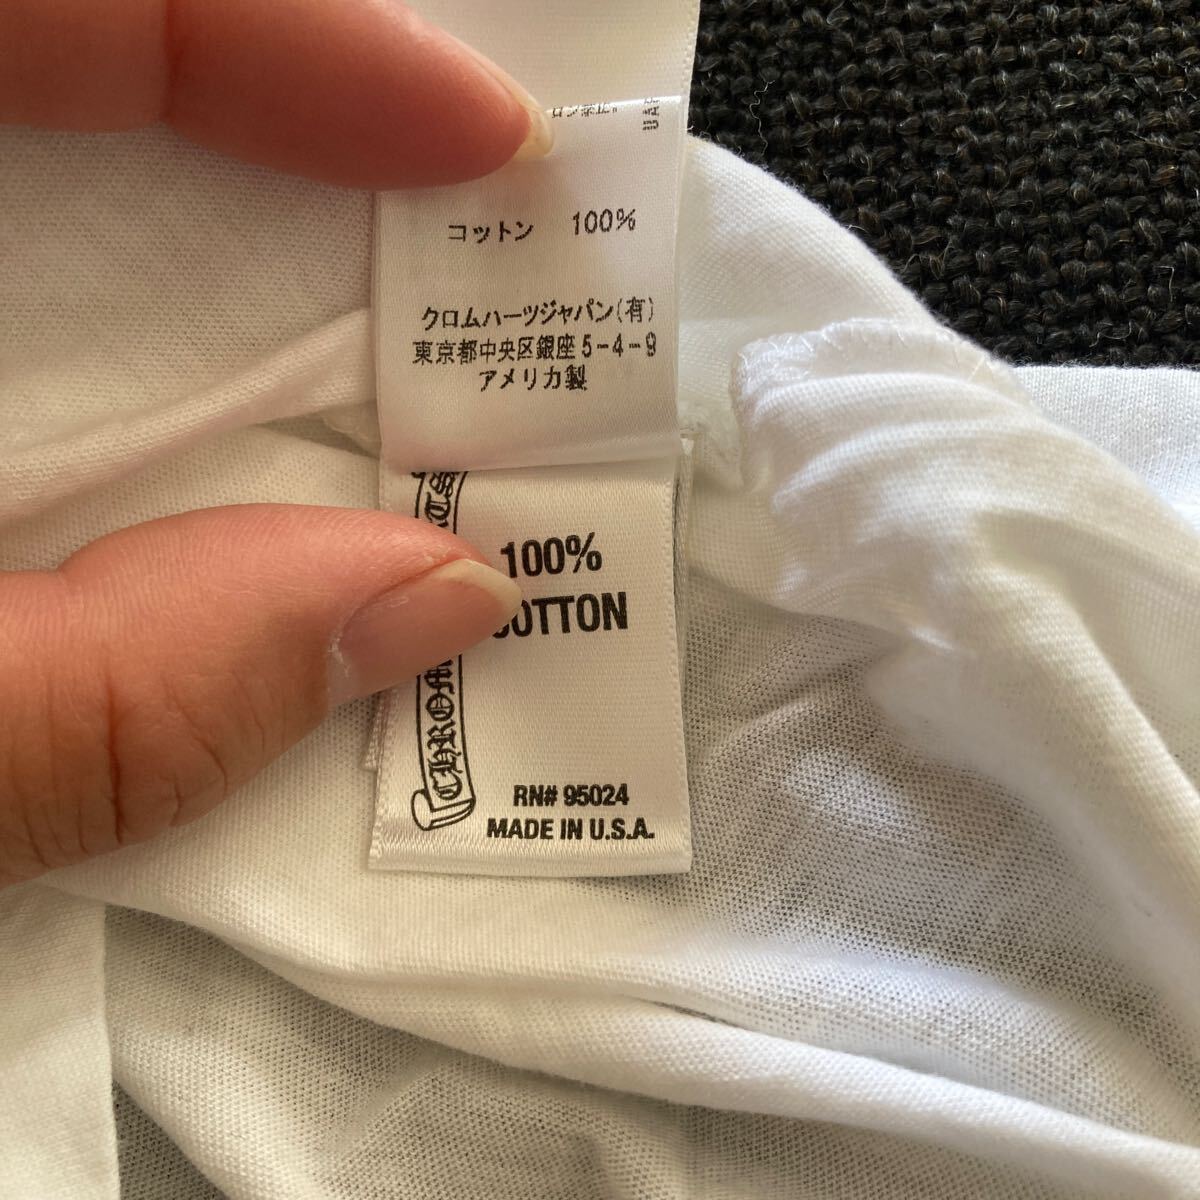 コットン 100%
クロムハーツジャパン(有)
東京都中央区銀座5-4-9
アメリカ製
100%
COTTON
RN# 95024
MADE IN U.S.A.